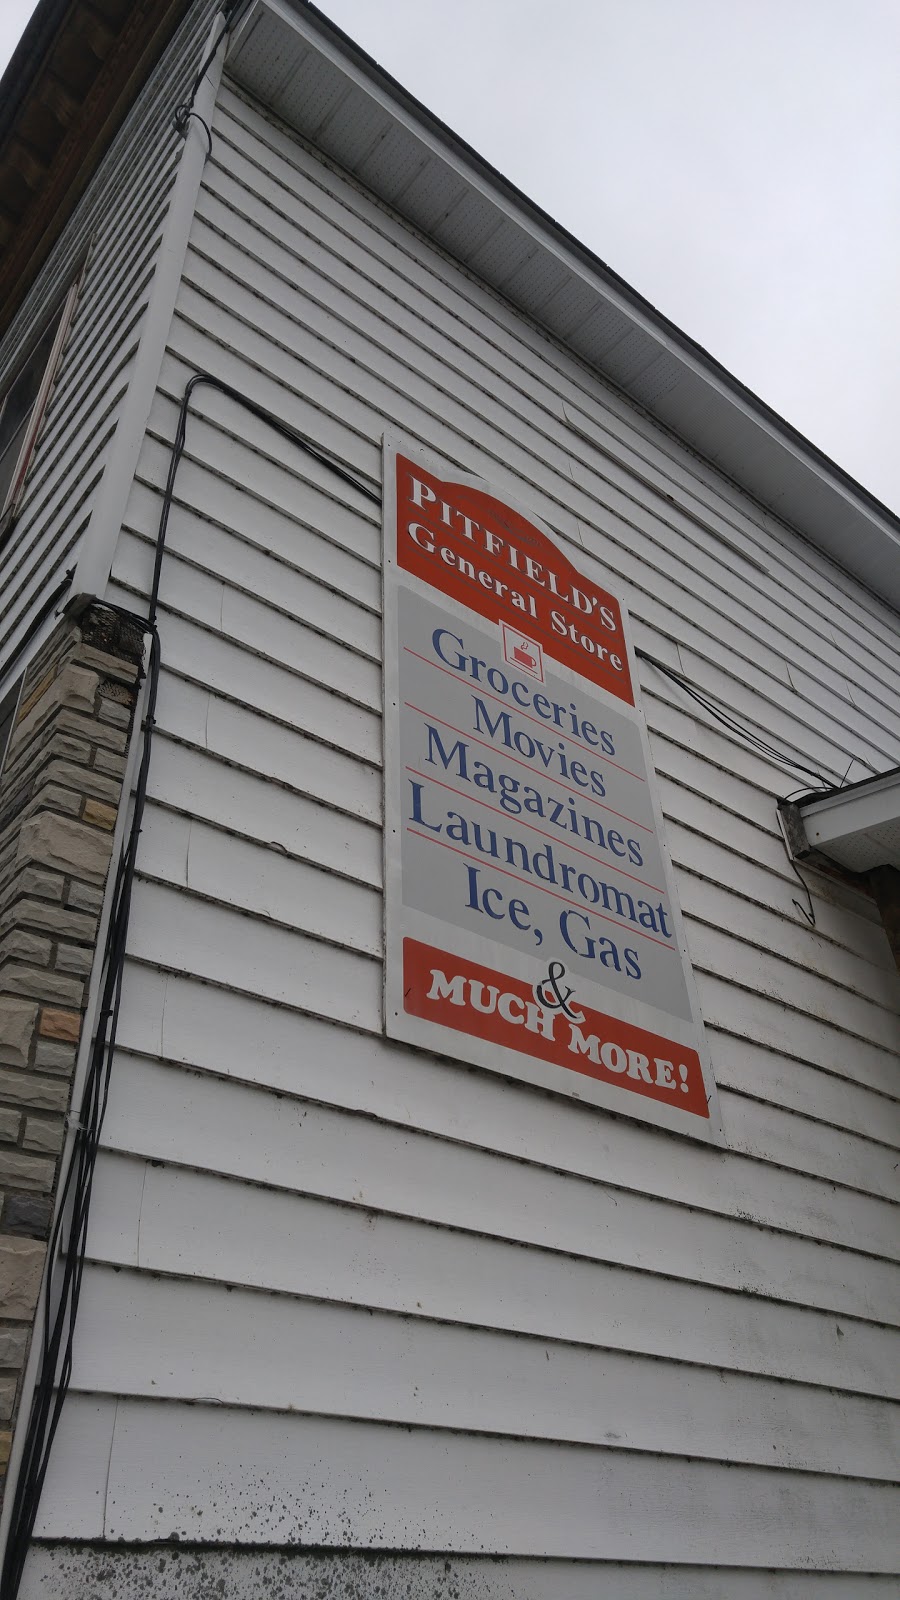 PITFIELD'S
General Store
Groceries
Movies
Magazines
Laundromat
Ice, Gas
&
MUCH MORE!